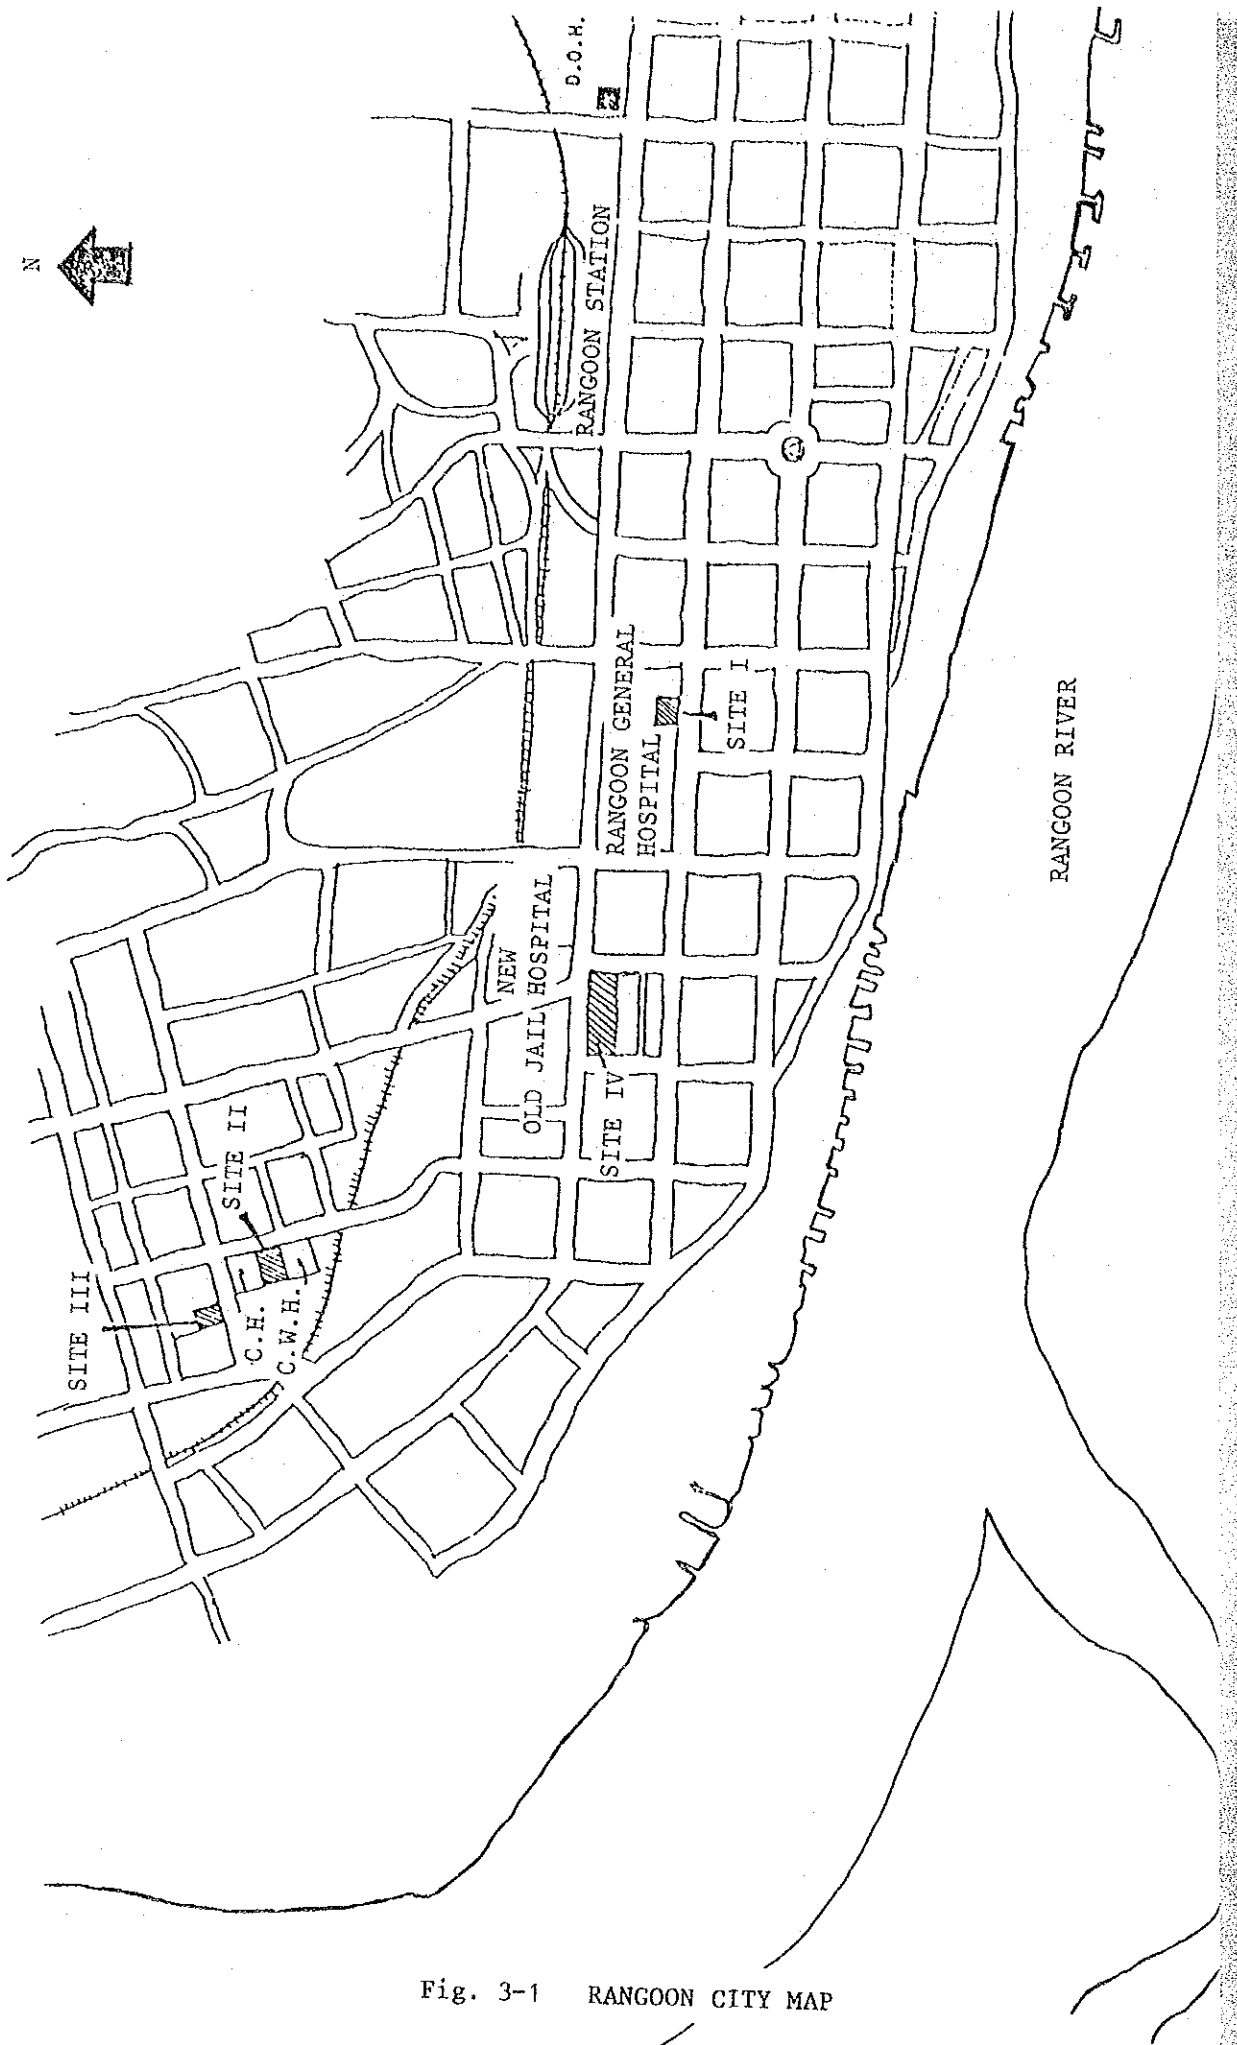 N
D.O.H.
RANGOON STATION
RANGOON GENERAL
HOSPITAL
SITE I
NEW
OLD JAIL HOSPITAL
SITE IV
SITE II
SITE III
C.H.
C.W.H.
RANGOON RIVER
Fig. 3-1 RANGOON CITY MAP